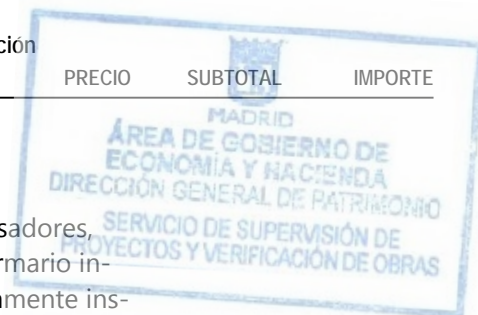 ción
PRECIO SUBTOTAL IMPORTE
MADRID
ÁREA DE GOBIERNO DE
ECONOMÍA Y HACIENDA
DIRECCIÓN GENERAL DE PATRIMONIO
SERVICIO DE SUPERVISIÓN DE
PROYECTOS Y VERIFICACIÓN DE OBRAS
sadores,
rmario in-
mente ins-